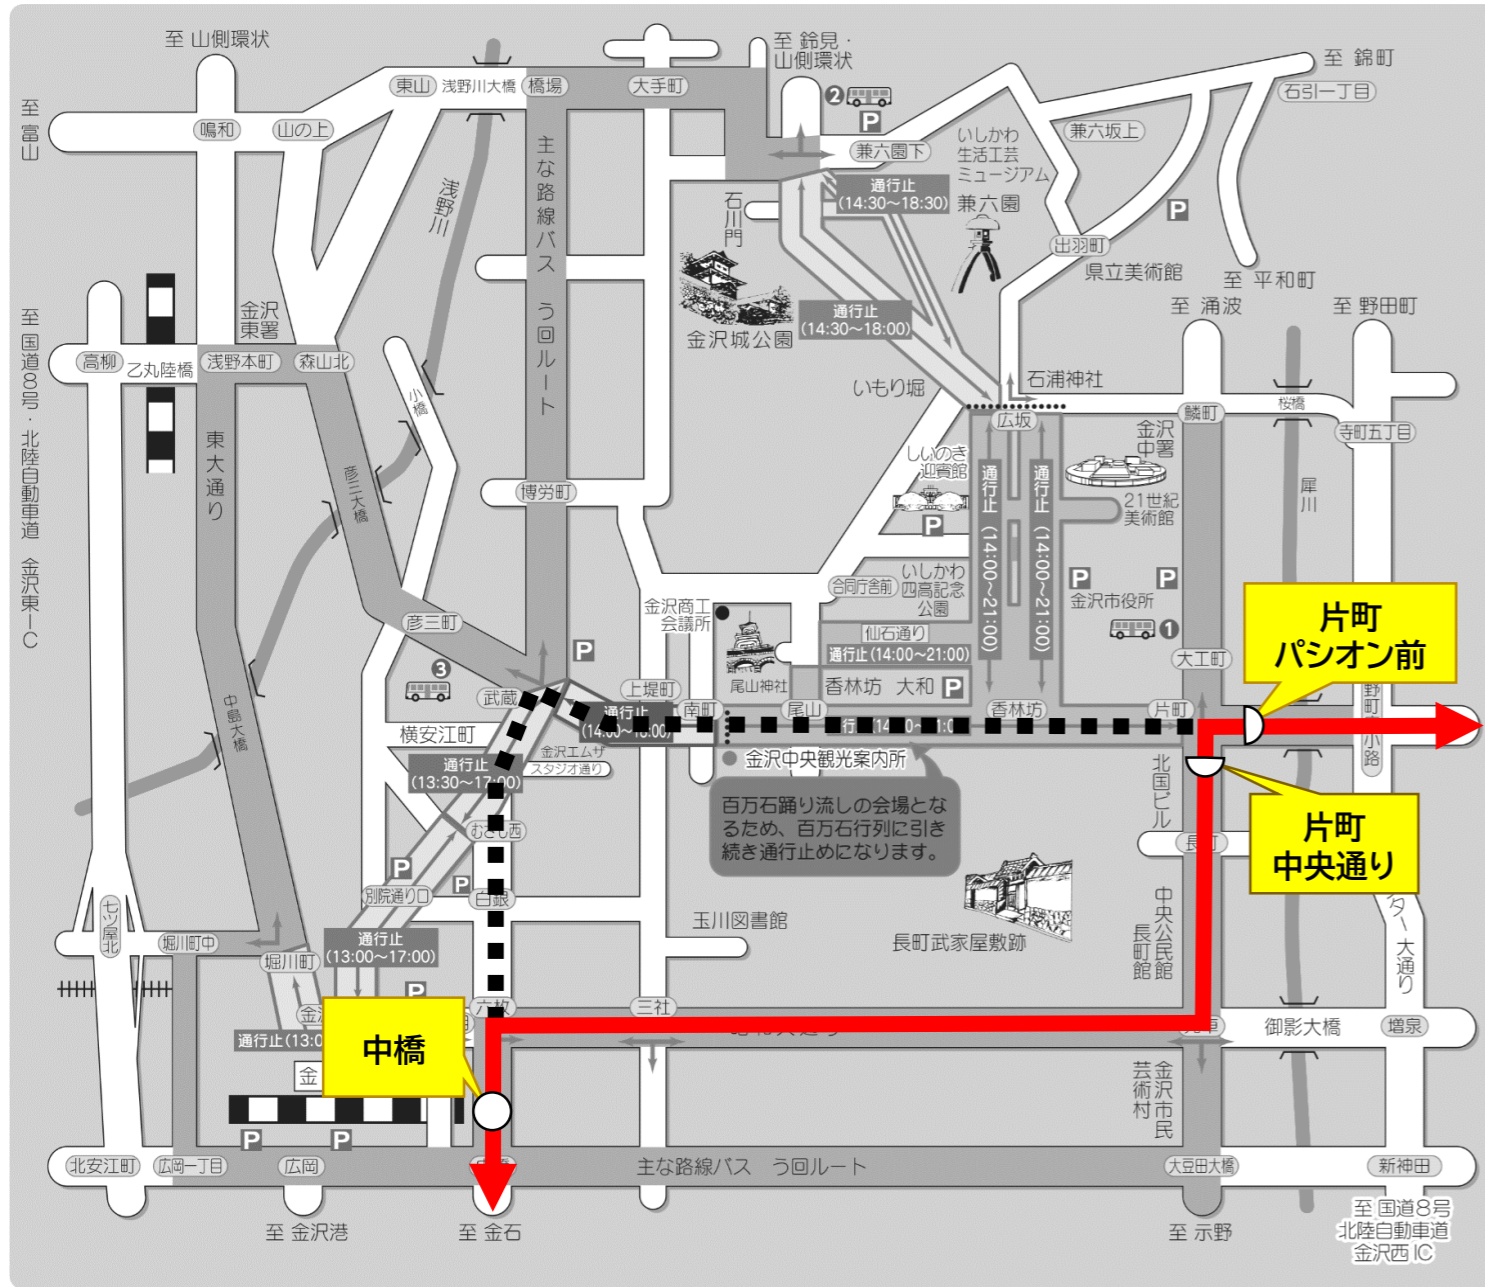 至 山側環状
至 鈴見・
山側環状
至 錦町
石引一丁目
至 富山
鳴和
山の上
東山
浅野川大橋
橋場
大手町
❷
P
兼六園下
兼六坂上
いしかわ
生活工芸
ミュージアム
浅野川
主な路線バス う回ルート
石川門
通行止
(14:30～18:30)
兼六園
P
出羽町
県立美術館
至 平和町
金沢城公園
通行止
(14:30～18:00)
至 涌波
至 野田町
至 国道8号・北陸自動車道 金沢東IC
金沢
東署
高柳
乙丸陸橋
浅野本町
森山北
小橋
いもり堀
石浦神社
広坂
鱗町
桜橋
寺町五丁目
東大通り
彦三大橋
博労町
しいのき
迎賓館
P
通行止 (14:00～21:00)
通行止 (14:00～21:00)
金沢
中署
21世紀
美術館
犀川
合同庁舎前
いしかわ
四高記念
公園
P
P
金沢市役所
❶
金沢商工
会議所
仙石通り
通行止(14:00～21:00)
彦三町
P
尾山神社
香林坊 大和
P
大工町
片町
パシオン前
❸
武蔵
上堤町
南町
尾山
香林坊
片町
通行止
中島大橋
横安江町
金沢エムザ
スタジオ通り
通行止
(13:30～17:00)
金沢中央観光案内所
百万石踊り流しの会場とな
るため、百万石行列に引き
続き通行止めになります。
北国ビル
片町
中央通り
むさし西
P
P
別院通り口
白銀
玉川図書館
長町武家屋敷跡
中央公民館
長町館
七ツ屋北
堀川町中
堀川町
通行止
(13:00～17:00)
P
六枚
三社
御影大橋
増泉
通行止(13:0
中橋
金
金沢市民
芸術村
P
P
北安江町
広岡一丁目
広岡
主な路線バス う回ルート
大豆田大橋
新神田
至 金沢港
至 金石
至 示野
至 国道8号
北陸自動車道
金沢西IC